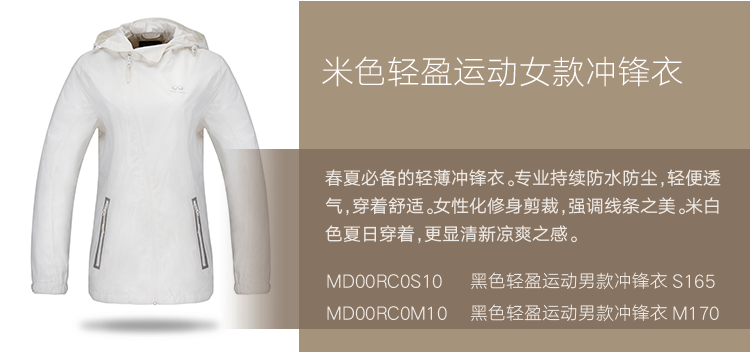 米色轻盈运动女款冲锋衣
春夏必备的轻薄冲锋衣。专业持续防水防尘，轻便透
气，穿着舒适。女性化修身剪裁，强调线条之美。米白
色夏日穿着，更显清新凉爽之感。
MD00RC0S10 黑色轻盈运动男款冲锋衣 S165
MD00RC0M10 黑色轻盈运动男款冲锋衣 M170